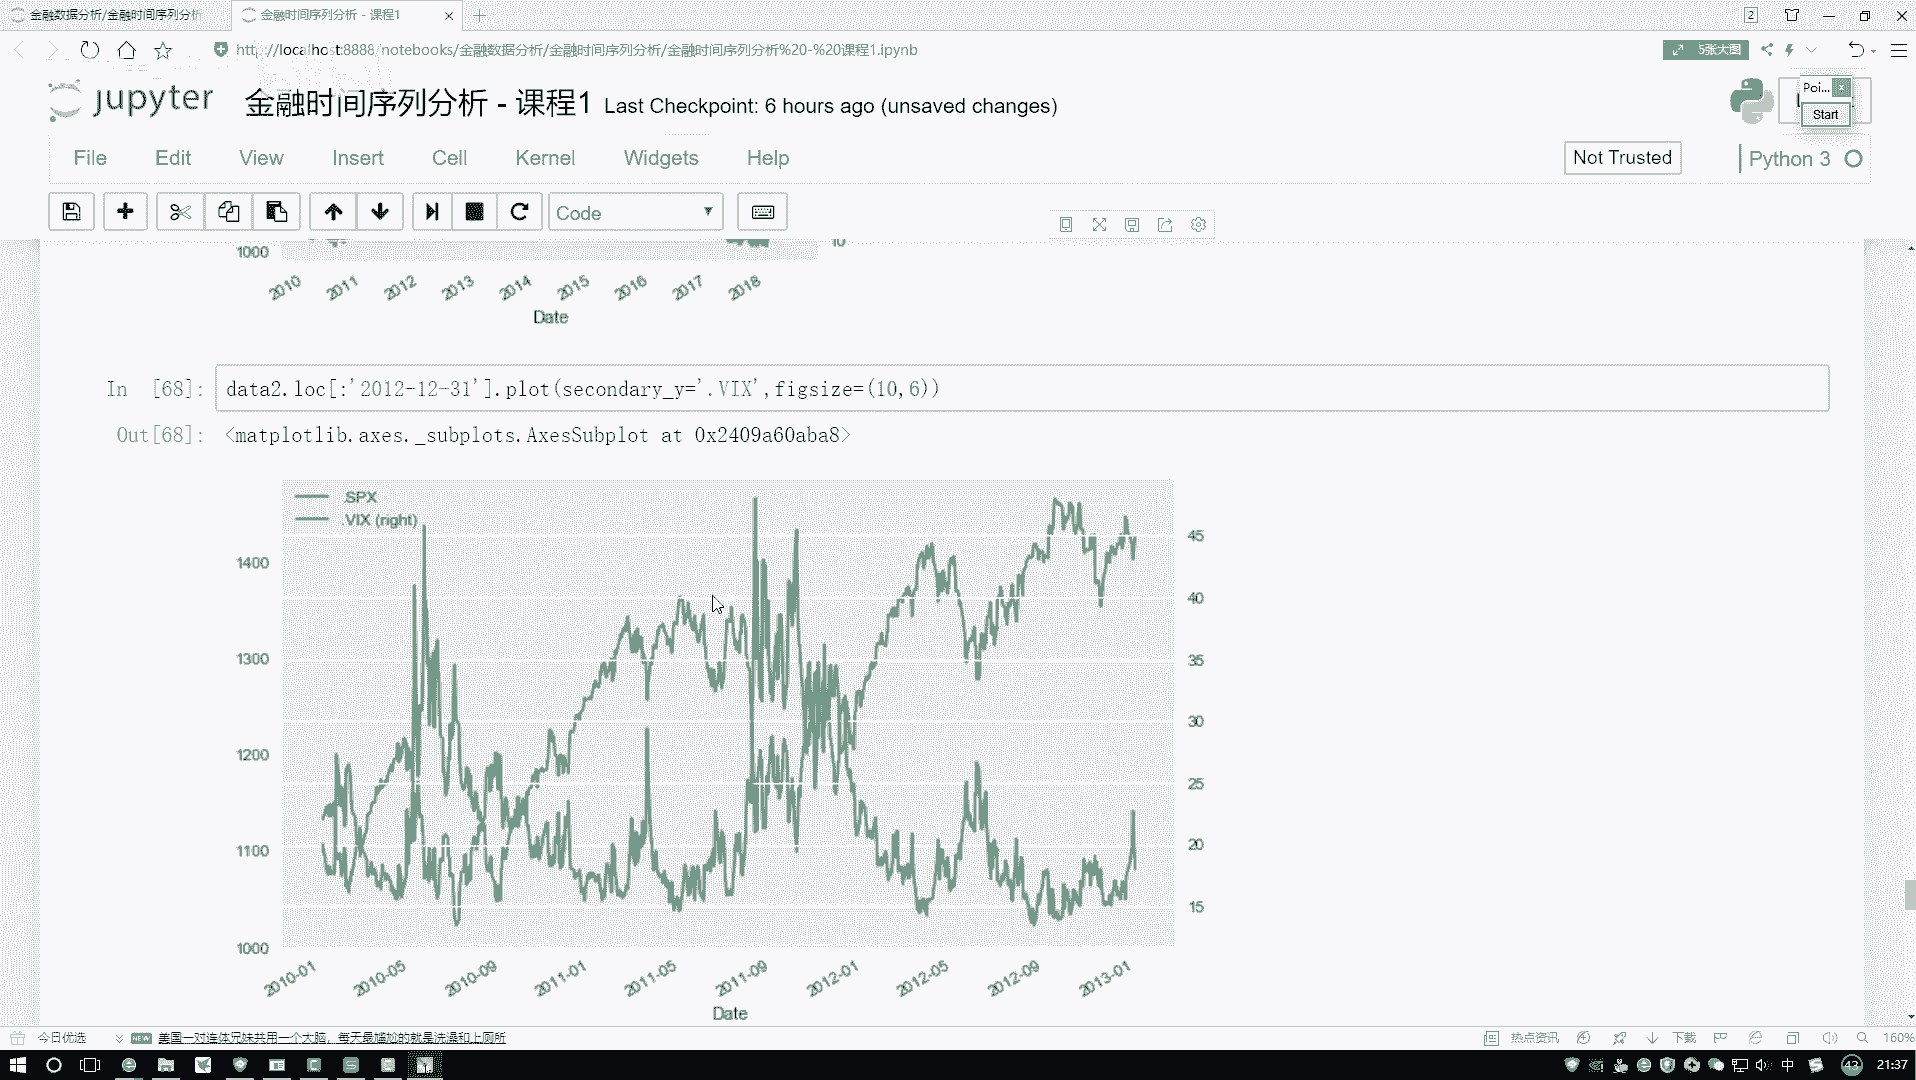 金融数据分析/金融时间序列分析
金融时间序列分析 - 课程1
2
localhost:8888/notebooks/金融数据分析/金融时间序列分析/金融时间序列分析%20-%20课程1.ipynb
5张大图
jupyter 金融时间序列分析 - 课程1 Last Checkpoint: 6 hours ago (unsaved changes)
Poi...
Start
File Edit View Insert Cell Kernel Widgets Help
Not Trusted
Python 3
Code
1000
10
2010 2011 2012 2013 2014 2015 2016 2017 2018
Date
In [68]: data2.loc[:'2012-12-31'].plot(secondary_y='.VIX',figsize=(10,6))
Out[68]: <matplotlib.axes._subplots.AxesSubplot at 0x2409a60aba8>
.SPX
.VIX (right)
1400
1300
1200
1100
1000
45
40
35
30
25
20
15
2010-01 2010-05 2010-09 2011-01 2011-05 2011-09 2012-01 2012-05 2012-09 2013-01
Date
今日优选
NEW
美国一对连体兄妹共用一个大脑，每天最尴尬的就是洗澡和上厕所
热点资讯
下载
160%
中
43
21:37